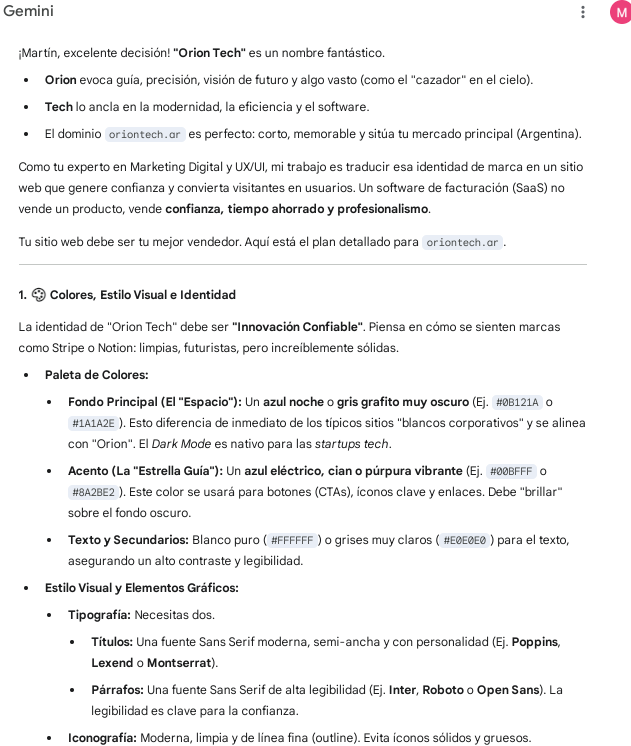 Gemini
M
¡Martín, excelente decisión! "Orion Tech" es un nombre fantástico.
• Orion evoca guía, precisión, visión de futuro y algo vasto (como el "cazador" en el cielo).
• Tech lo ancla en la modernidad, la eficiencia y el software.
• El dominio oriontech.ar es perfecto: corto, memorable y sitúa tu mercado principal (Argentina).
Como tu experto en Marketing Digital y UX/UI, mi trabajo es traducir esa identidad de marca en un sitio
web que genere confianza y convierta visitantes en usuarios. Un software de facturación (SaaS) no
vende un producto, vende confianza, tiempo ahorrado y profesionalismo.
Tu sitio web debe ser tu mejor vendedor. Aquí está el plan detallado para oriontech.ar.
1. 🎨 Colores, Estilo Visual e Identidad
La identidad de "Orion Tech" debe ser "Innovación Confiable". Piensa en cómo se sienten marcas
como Stripe o Notion: limpias, futuristas, pero increíblemente sólidas.
• Paleta de Colores:
• Fondo Principal (El "Espacio"): Un azul noche o gris grafito muy oscuro (Ej. #0B121A o
#1A1A2E). Esto diferencia de inmediato de los típicos sitios "blancos corporativos" y se alinea
con "Orion". El Dark Mode es nativo para las startups tech.
• Acento (La "Estrella Guía"): Un azul eléctrico, cian o púrpura vibrante (Ej. #00BFFF o
#8A2BE2). Este color se usará para botones (CTAs), íconos clave y enlaces. Debe "brillar"
sobre el fondo oscuro.
• Texto y Secundarios: Blanco puro (#FFFFFF) o grises muy claros (#E0E0E0) para el texto,
asegurando un alto contraste y legibilidad.
• Estilo Visual y Elementos Gráficos:
• Tipografía: Necesitas dos.
• Títulos: Una fuente Sans Serif moderna, semi-ancha y con personalidad (Ej. Poppins,
Lexend o Montserrat).
• Párrafos: Una fuente Sans Serif de alta legibilidad (Ej. Inter, Roboto o Open Sans). La
legibilidad es clave para la confianza.
• Iconografía: Moderna, limpia y de línea fina (outline). Evita íconos sólidos y gruesos.